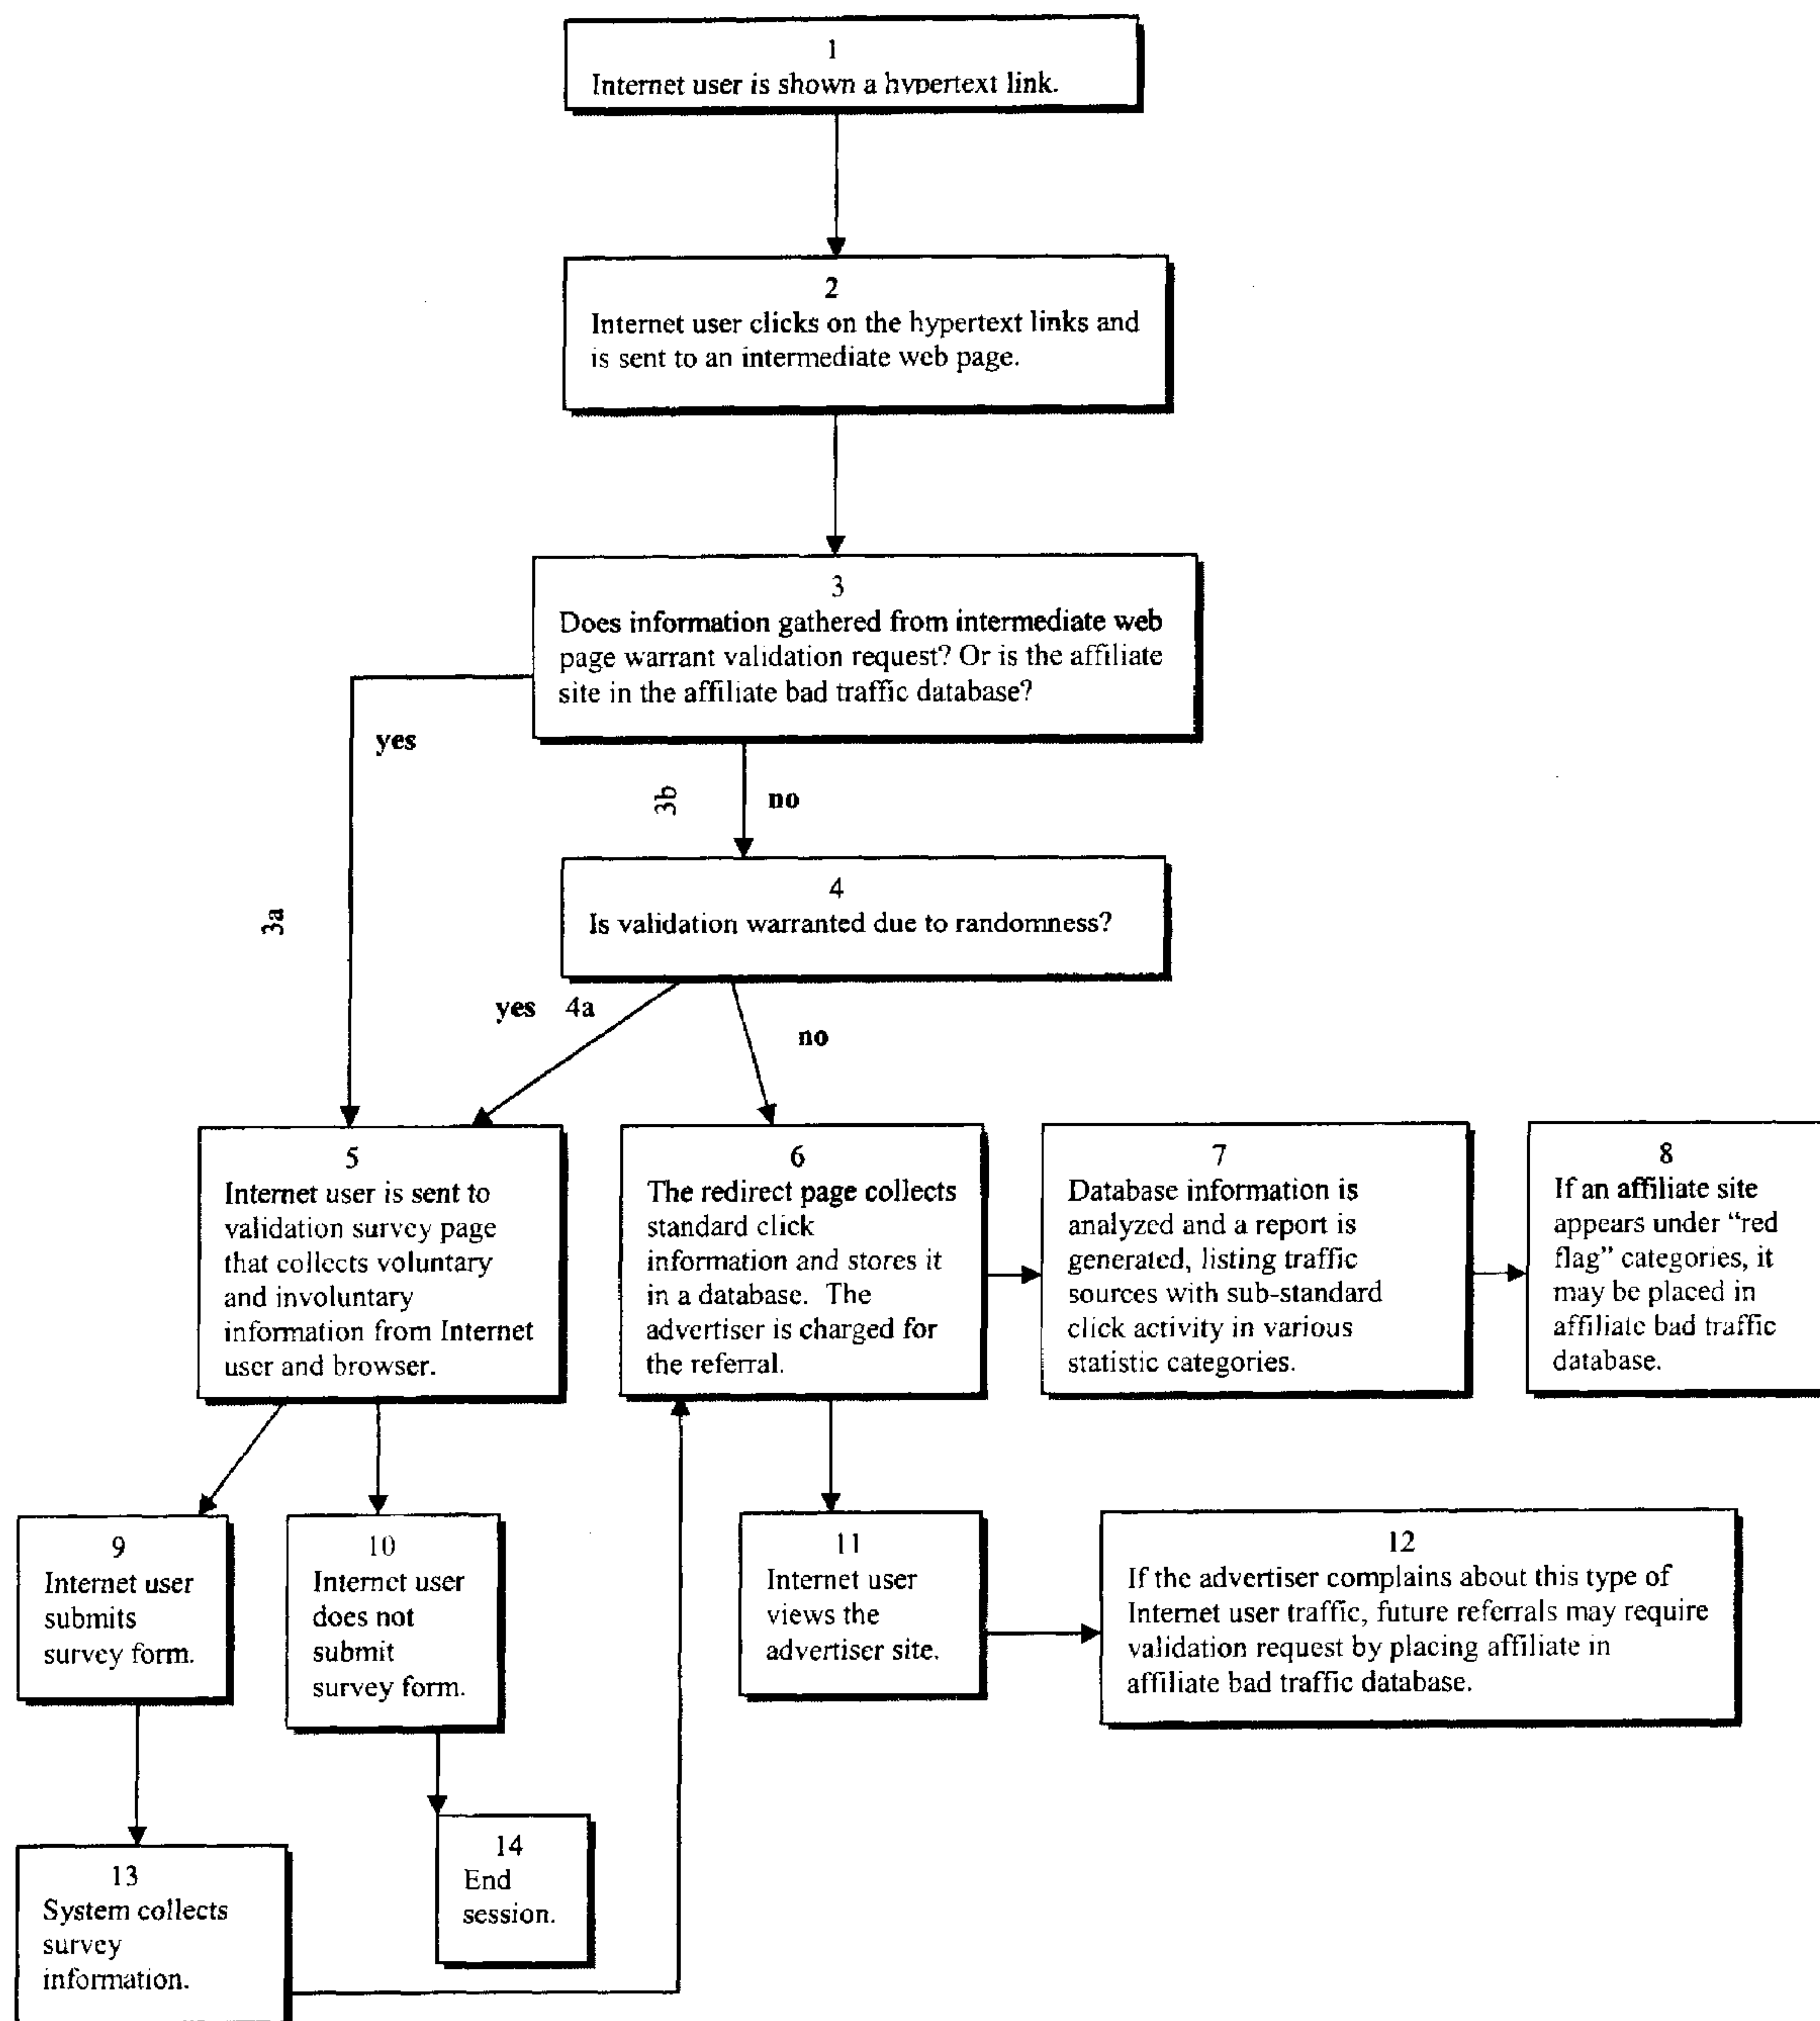 1
Internet user is shown a hypertext link.
2
Internet user clicks on the hypertext links and
is sent to an intermediate web page.
3
Does information gathered from intermediate web
page warrant validation request? Or is the affiliate
site in the affiliate bad traffic database?
yes
3b
no
3a
4
Is validation warranted due to randomness?
yes 4a
no
5
Internet user is sent to
validation survey page
that collects voluntary
and involuntary
information from Internet
user and browser.
6
The redirect page collects
standard click
information and stores it
in a database. The
advertiser is charged for
the referral.
7
Database information is
analyzed and a report is
generated, listing traffic
sources with sub-standard
click activity in various
statistic categories.
8
If an affiliate site
appears under “red
flag” categories, it
may be placed in
affiliate bad traffic
database.
9
Internet user
submits
survey form.
10
Internet user
does not
submit
survey form.
11
Internet user
views the
advertiser site.
12
If the advertiser complains about this type of
Internet user traffic, future referrals may require
validation request by placing affiliate in
affiliate bad traffic database.
13
System collects
survey
information.
14
End
session.